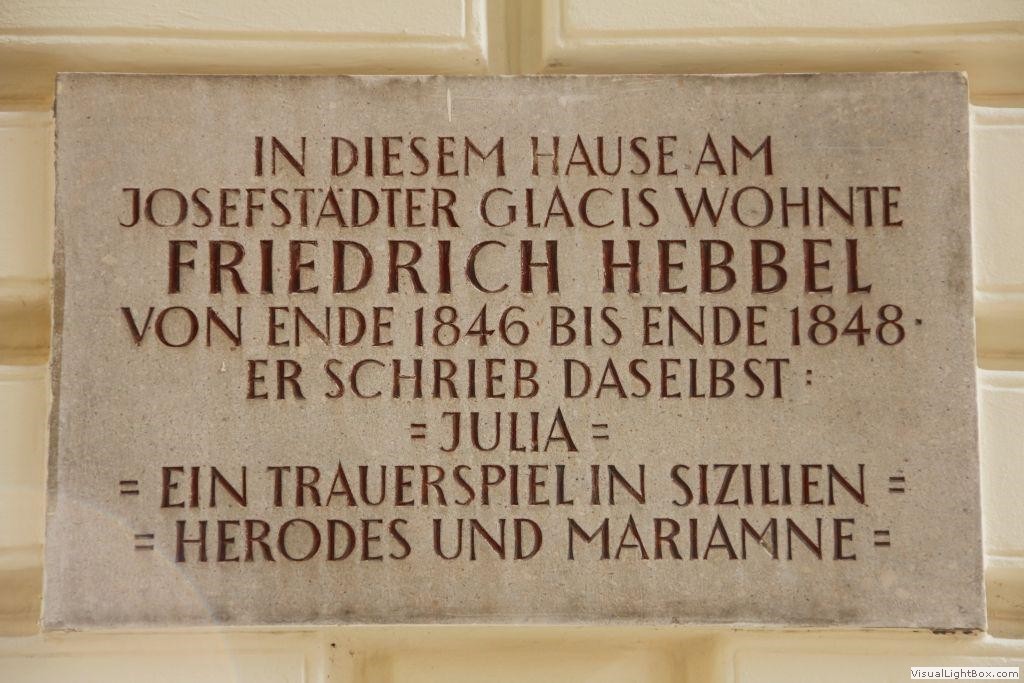 IN DIESEM HAUSE AM
JOSEFSTÄDTER GLACIS WOHNTE
FRIEDRICH HEBBEL
VON ENDE 1846 BIS ENDE 1848·
ER SCHRIEB DASELBST :
= JULIA =
= EIN TRAUERSPIEL IN SIZILIEN =
= HERODES UND MARIAMNE =
VisualLightBox.com